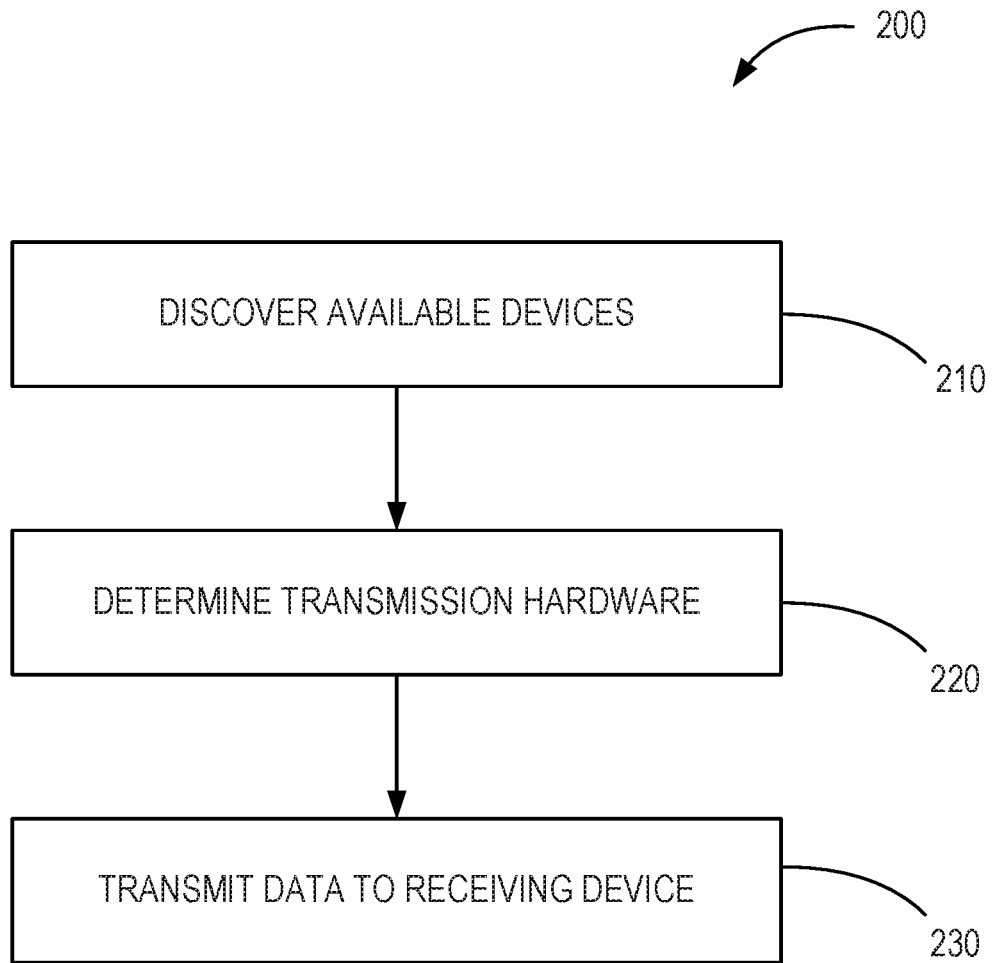 200
DISCOVER AVAILABLE DEVICES
210
DETERMINE TRANSMISSION HARDWARE
220
TRANSMIT DATA TO RECEIVING DEVICE
230